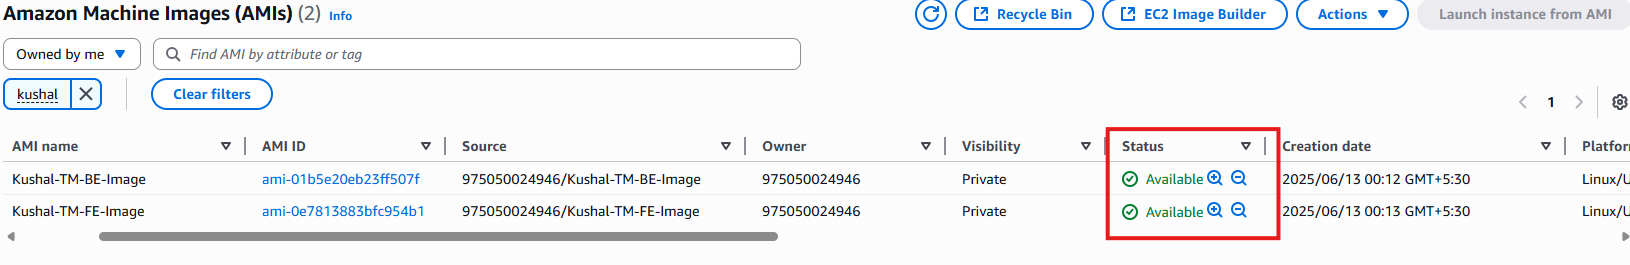 Amazon Machine Images (AMIs) (2) Info
Recycle Bin
EC2 Image Builder
Actions
Launch instance from AMI
Owned by me
Find AMI by attribute or tag
kushal
Clear filters
1
AMI name AMI ID Source Owner Visibility Status Creation date Platfor
Kushal-TM-BE-Image ami-01b5e20eb23ff507f 975050024946/Kushal-TM-BE-Image 975050024946 Private Available 2025/06/13 00:12 GMT+5:30 Linux/U
Kushal-TM-FE-Image ami-0e7813883bfc954b1 975050024946/Kushal-TM-FE-Image 975050024946 Private Available 2025/06/13 00:13 GMT+5:30 Linux/U